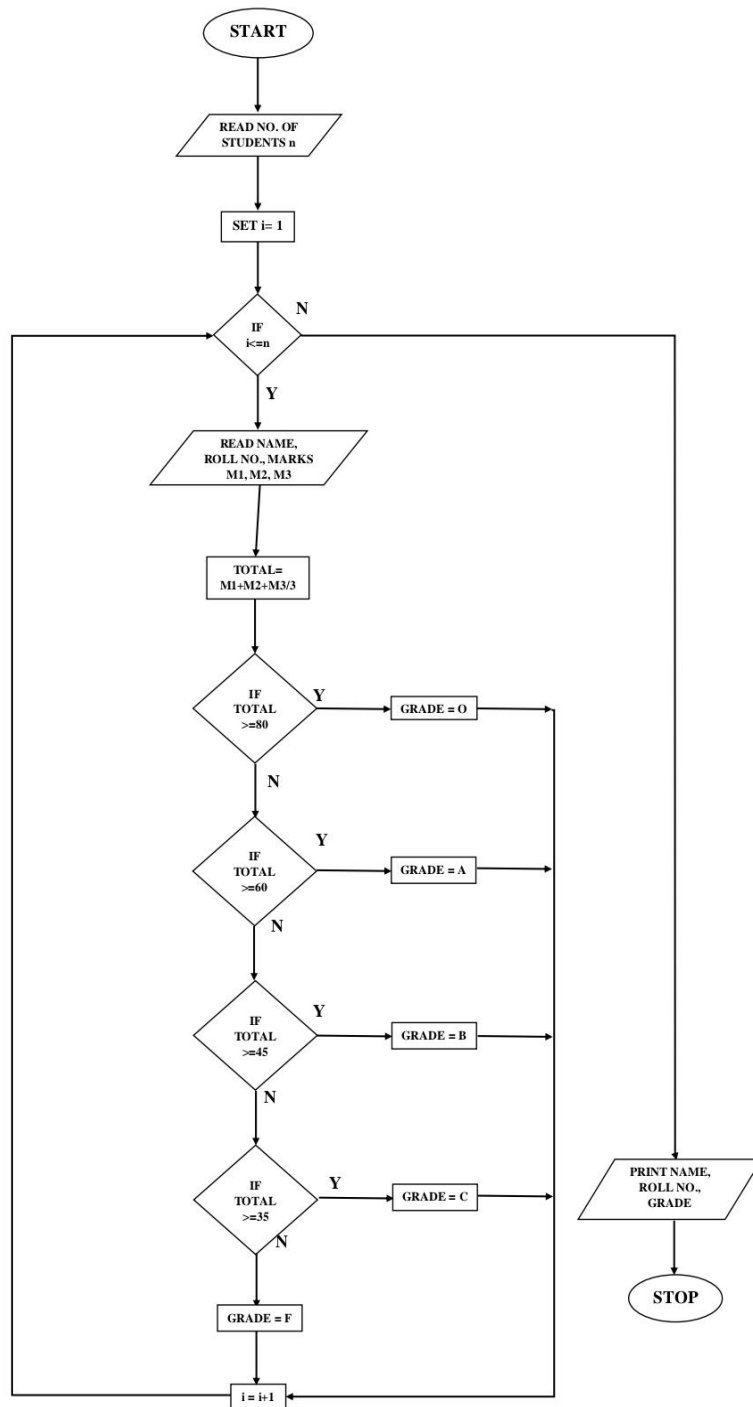 START
READ NO. OF
STUDENTS n
SET i= 1
N
IF
i<=n
Y
READ NAME,
ROLL NO., MARKS
M1, M2, M3
TOTAL=
M1+M2+M3/3
IF
TOTAL
>=80
Y
GRADE = O
N
IF
TOTAL
>=60
Y
GRADE = A
N
IF
TOTAL
>=45
Y
GRADE = B
N
IF
TOTAL
>=35
Y
GRADE = C
N
GRADE = F
i = i+1
PRINT NAME,
ROLL NO.,
GRADE
STOP